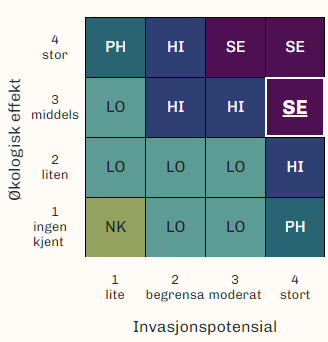 Økologisk effekt
4
stor
PH HI SE SE
3
middels
LO HI HI SE
2
liten
LO LO LO HI
1
ingen
kjent
NK LO LO PH
1 2 3 4
lite begrensa moderat stort
Invasjonspotensial